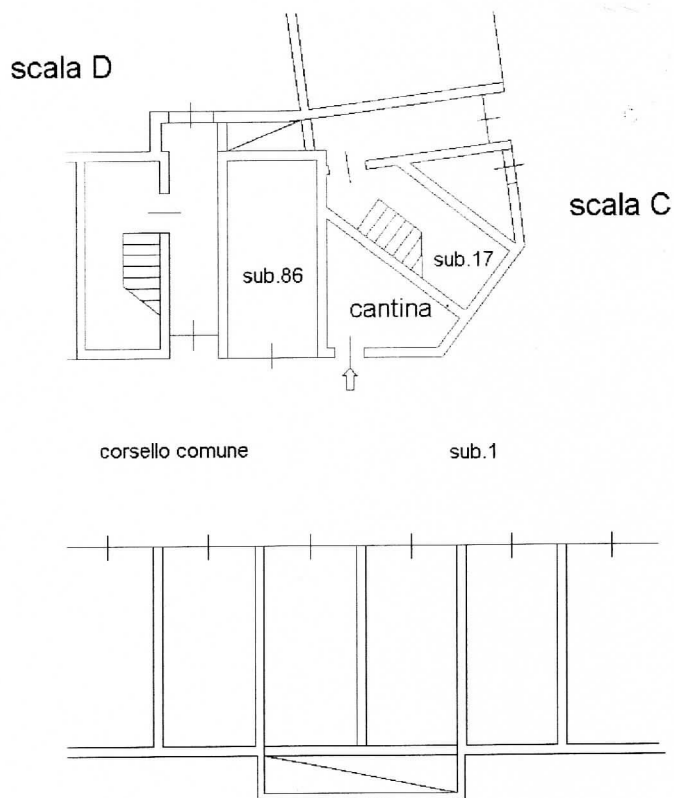 scala D
scala C
sub.17
sub.86
cantina
corsello comune
sub.1